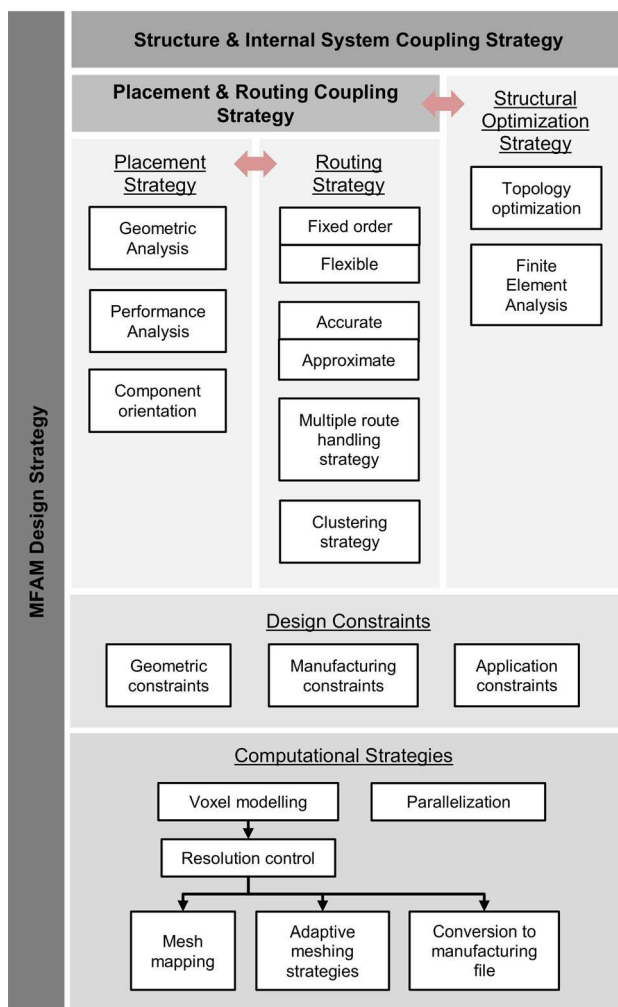 MFAM Design Strategy
Structure & Internal System Coupling Strategy
Placement & Routing Coupling
Strategy
Placement
Strategy
Geometric
Analysis
Performance
Analysis
Component
orientation
Routing
Strategy
Fixed order
Flexible
Accurate
Approximate
Multiple route
handling
strategy
Clustering
strategy
Structural
Optimization
Strategy
Topology
optimization
Finite
Element
Analysis
Design Constraints
Geometric
constraints
Manufacturing
constraints
Application
constraints
Computational Strategies
Voxel modelling
Parallelization
Resolution control
Mesh
mapping
Adaptive
meshing
strategies
Conversion to
manufacturing
file